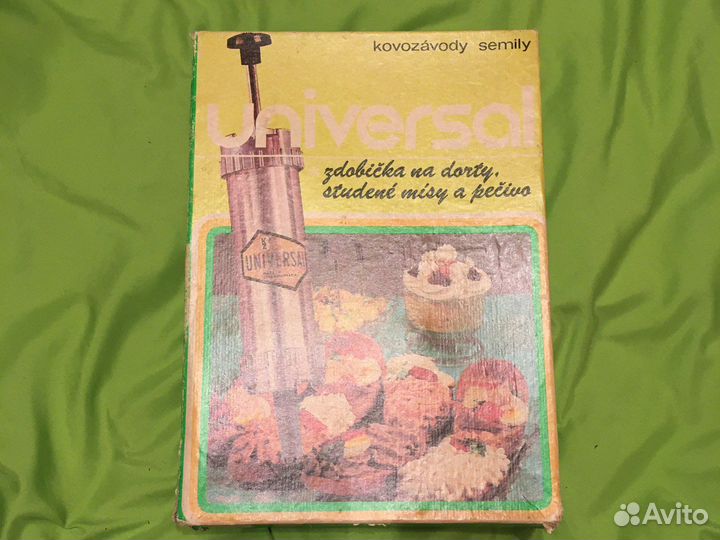 kovozávody semily
universal
zdobička na dorty,
studené mísy a pečivo
UNIVERSAL
Avito